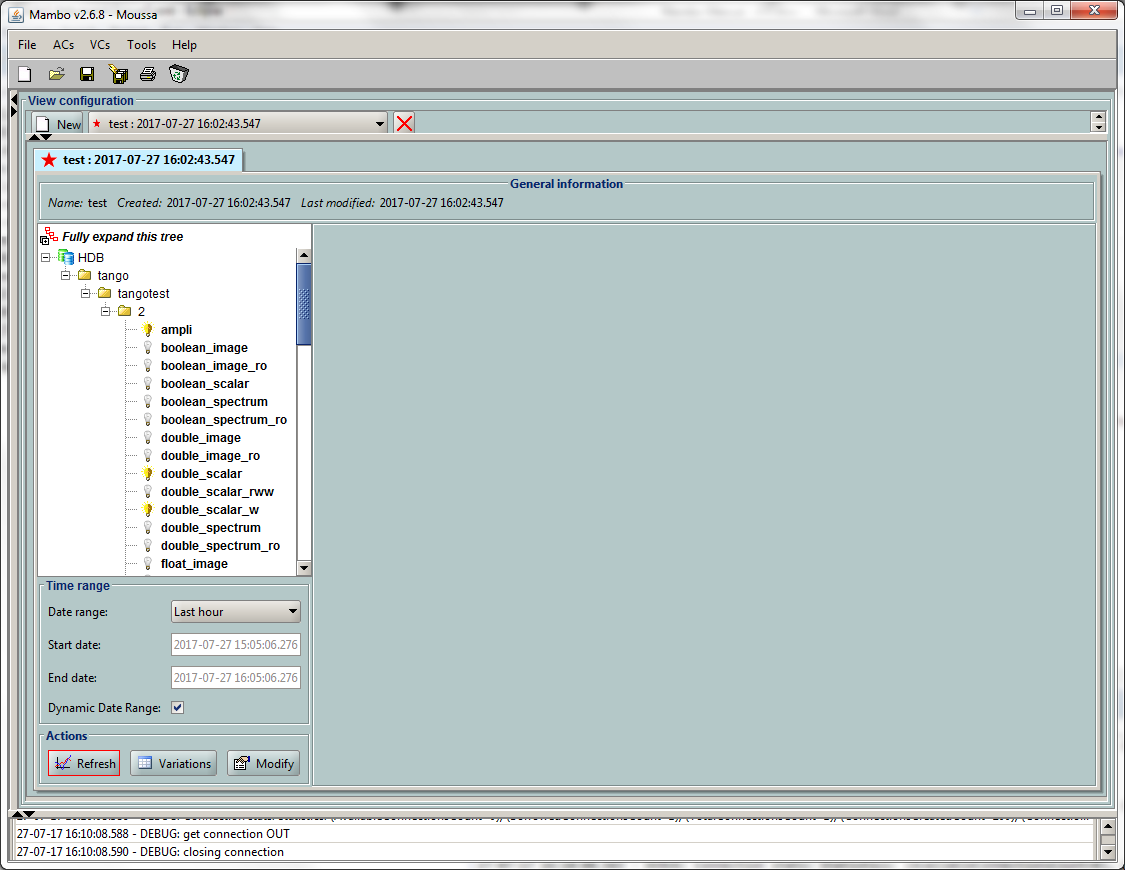 Mambo v2.6.8 - Moussa
File ACs VCs Tools Help
View configuration
New test : 2017-07-27 16:02:43.547
test : 2017-07-27 16:02:43.547
General information
Name: test Created: 2017-07-27 16:02:43.547 Last modified: 2017-07-27 16:02:43.547
Fully expand this tree
HDB
tango
tangotest
2
ampli
boolean_image
boolean_image_ro
boolean_scalar
boolean_spectrum
boolean_spectrum_ro
double_image
double_image_ro
double_scalar
double_scalar_rww
double_scalar_w
double_spectrum
double_spectrum_ro
float_image
Time range
Date range: Last hour
Start date: 2017-07-27 15:05:06.276
End date: 2017-07-27 16:05:06.276
Dynamic Date Range:
Actions
Refresh Variations Modify
27-07-17 16:10:08.588 - DEBUG: get connection OUT
27-07-17 16:10:08.590 - DEBUG: closing connection